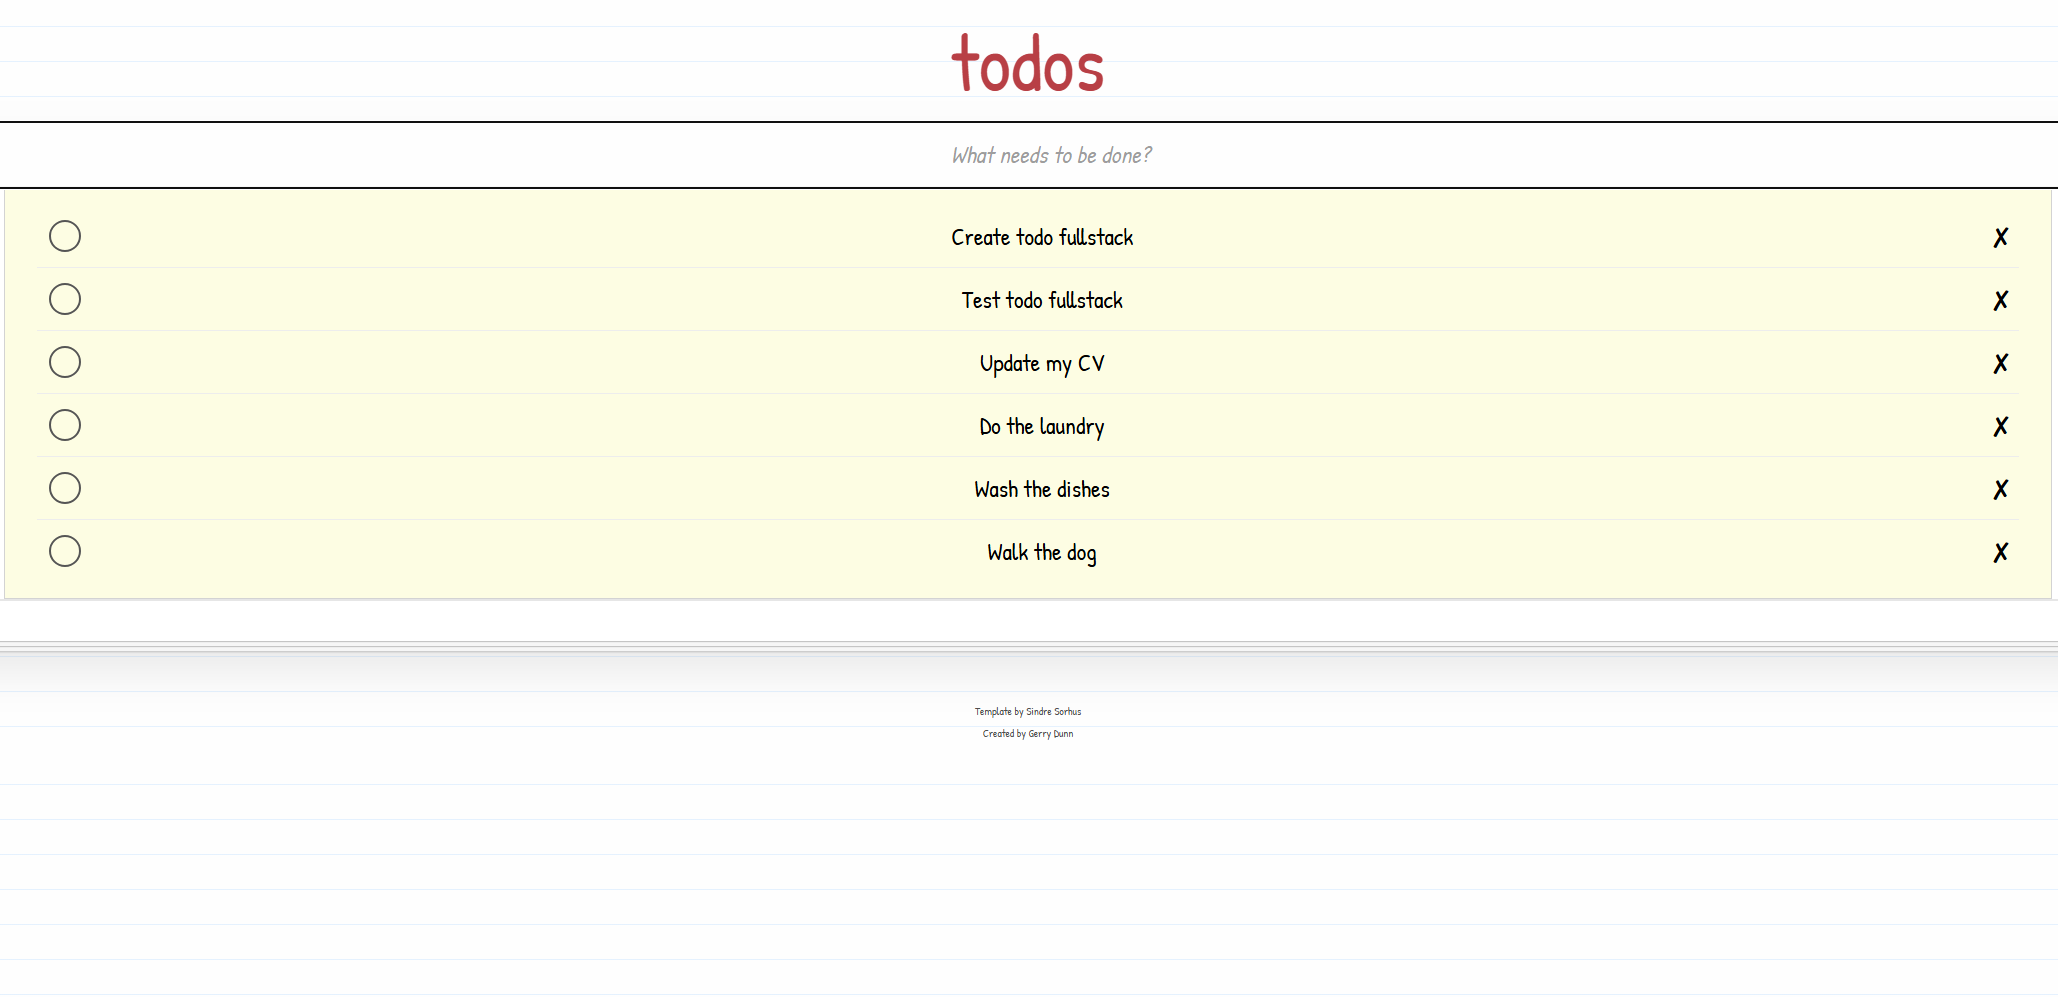 todos
What needs to be done?
Create todo fullstack ✗
Test todo fullstack ✗
Update my CV ✗
Do the laundry ✗
Wash the dishes ✗
Walk the dog ✗
Template by Sindre Sorhus
Created by Gerry Dunn